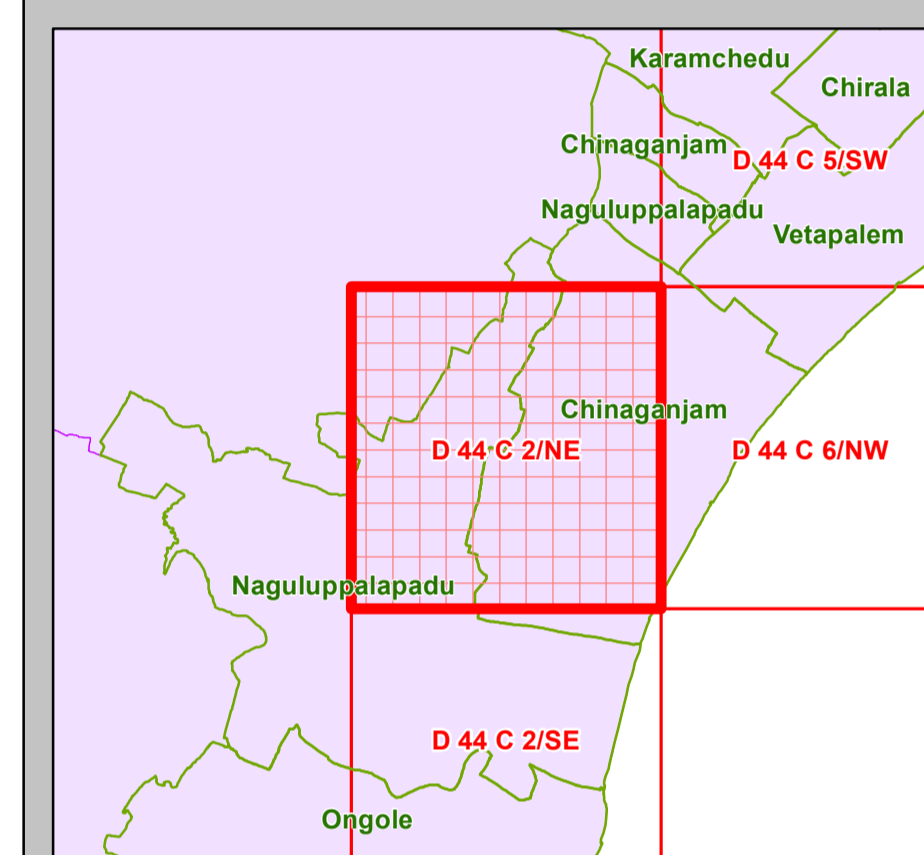 Karamchedu
Chirala
Chinaganjam
D 44 C 5/SW
Naguluppalapadu
Vetapalem
Chinaganjam
D 44 C 2/NE
D 44 C 6/NW
Naguluppalapadu
D 44 C 2/SE
Ongole